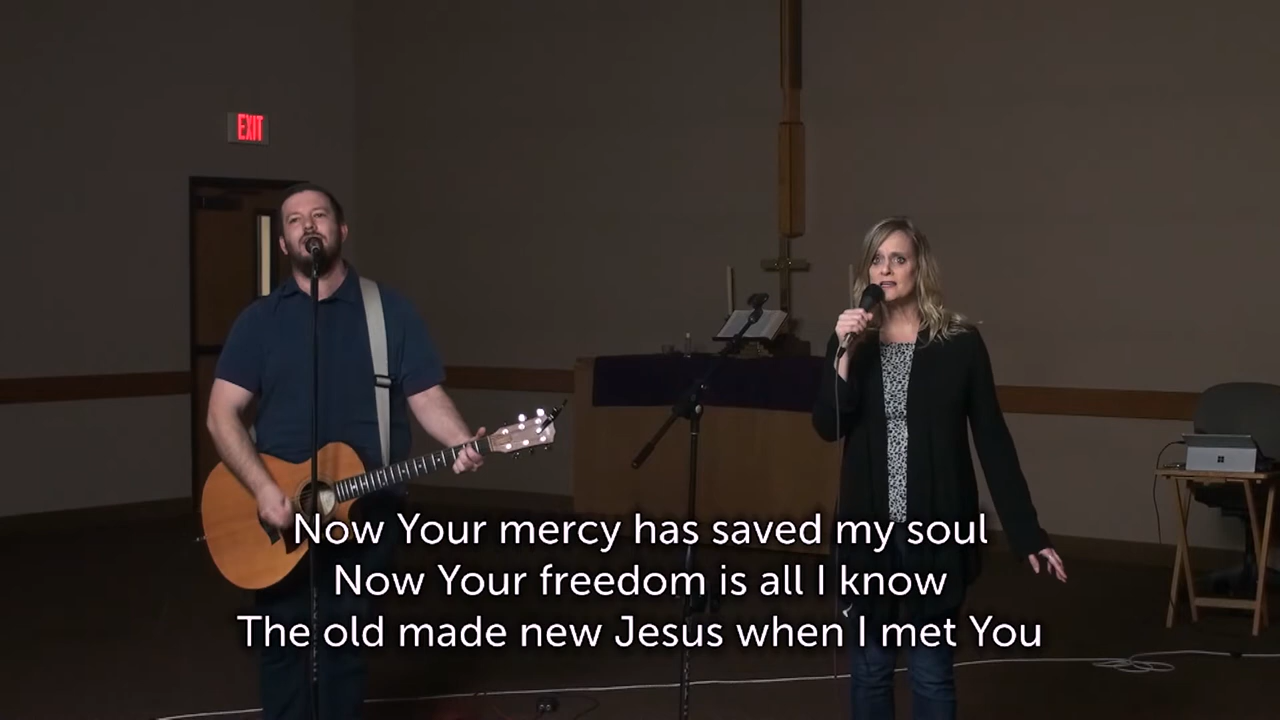 EXIT
Now Your mercy has saved my soul
Now Your freedom is all I know
The old made new Jesus when I met You